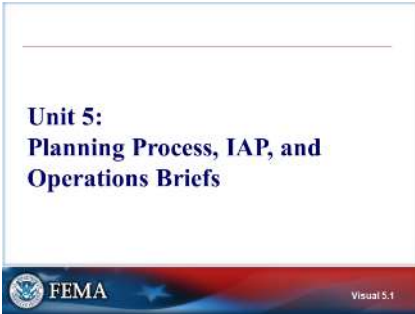 Unit 5:
Planning Process, IAP, and
Operations Briefs
FEMA
Visual 5.1